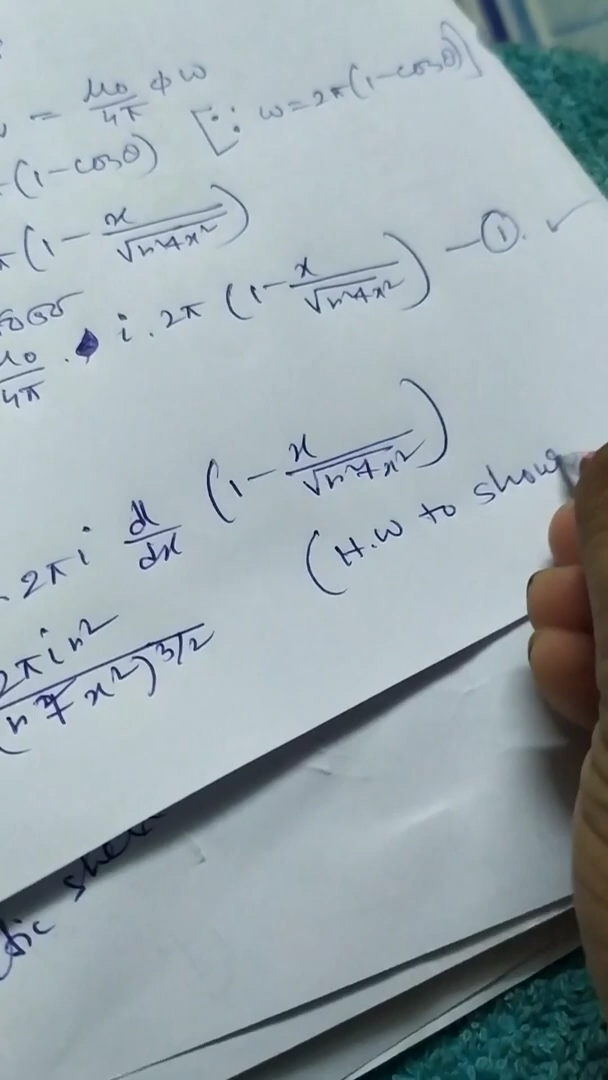 = μ₀/4π φ ω [∵ ω = 2π(1-cosθ)]
(1-cosθ)
(1 - x/√(r²+x²))
μ₀/4π . i . 2π (1 - x/√(r²+x²)) — ① ✓
. 2πi d/dx (1 - x/√(r²+x²))
(H.W to show
2πir²/(r²+x²)^3/2